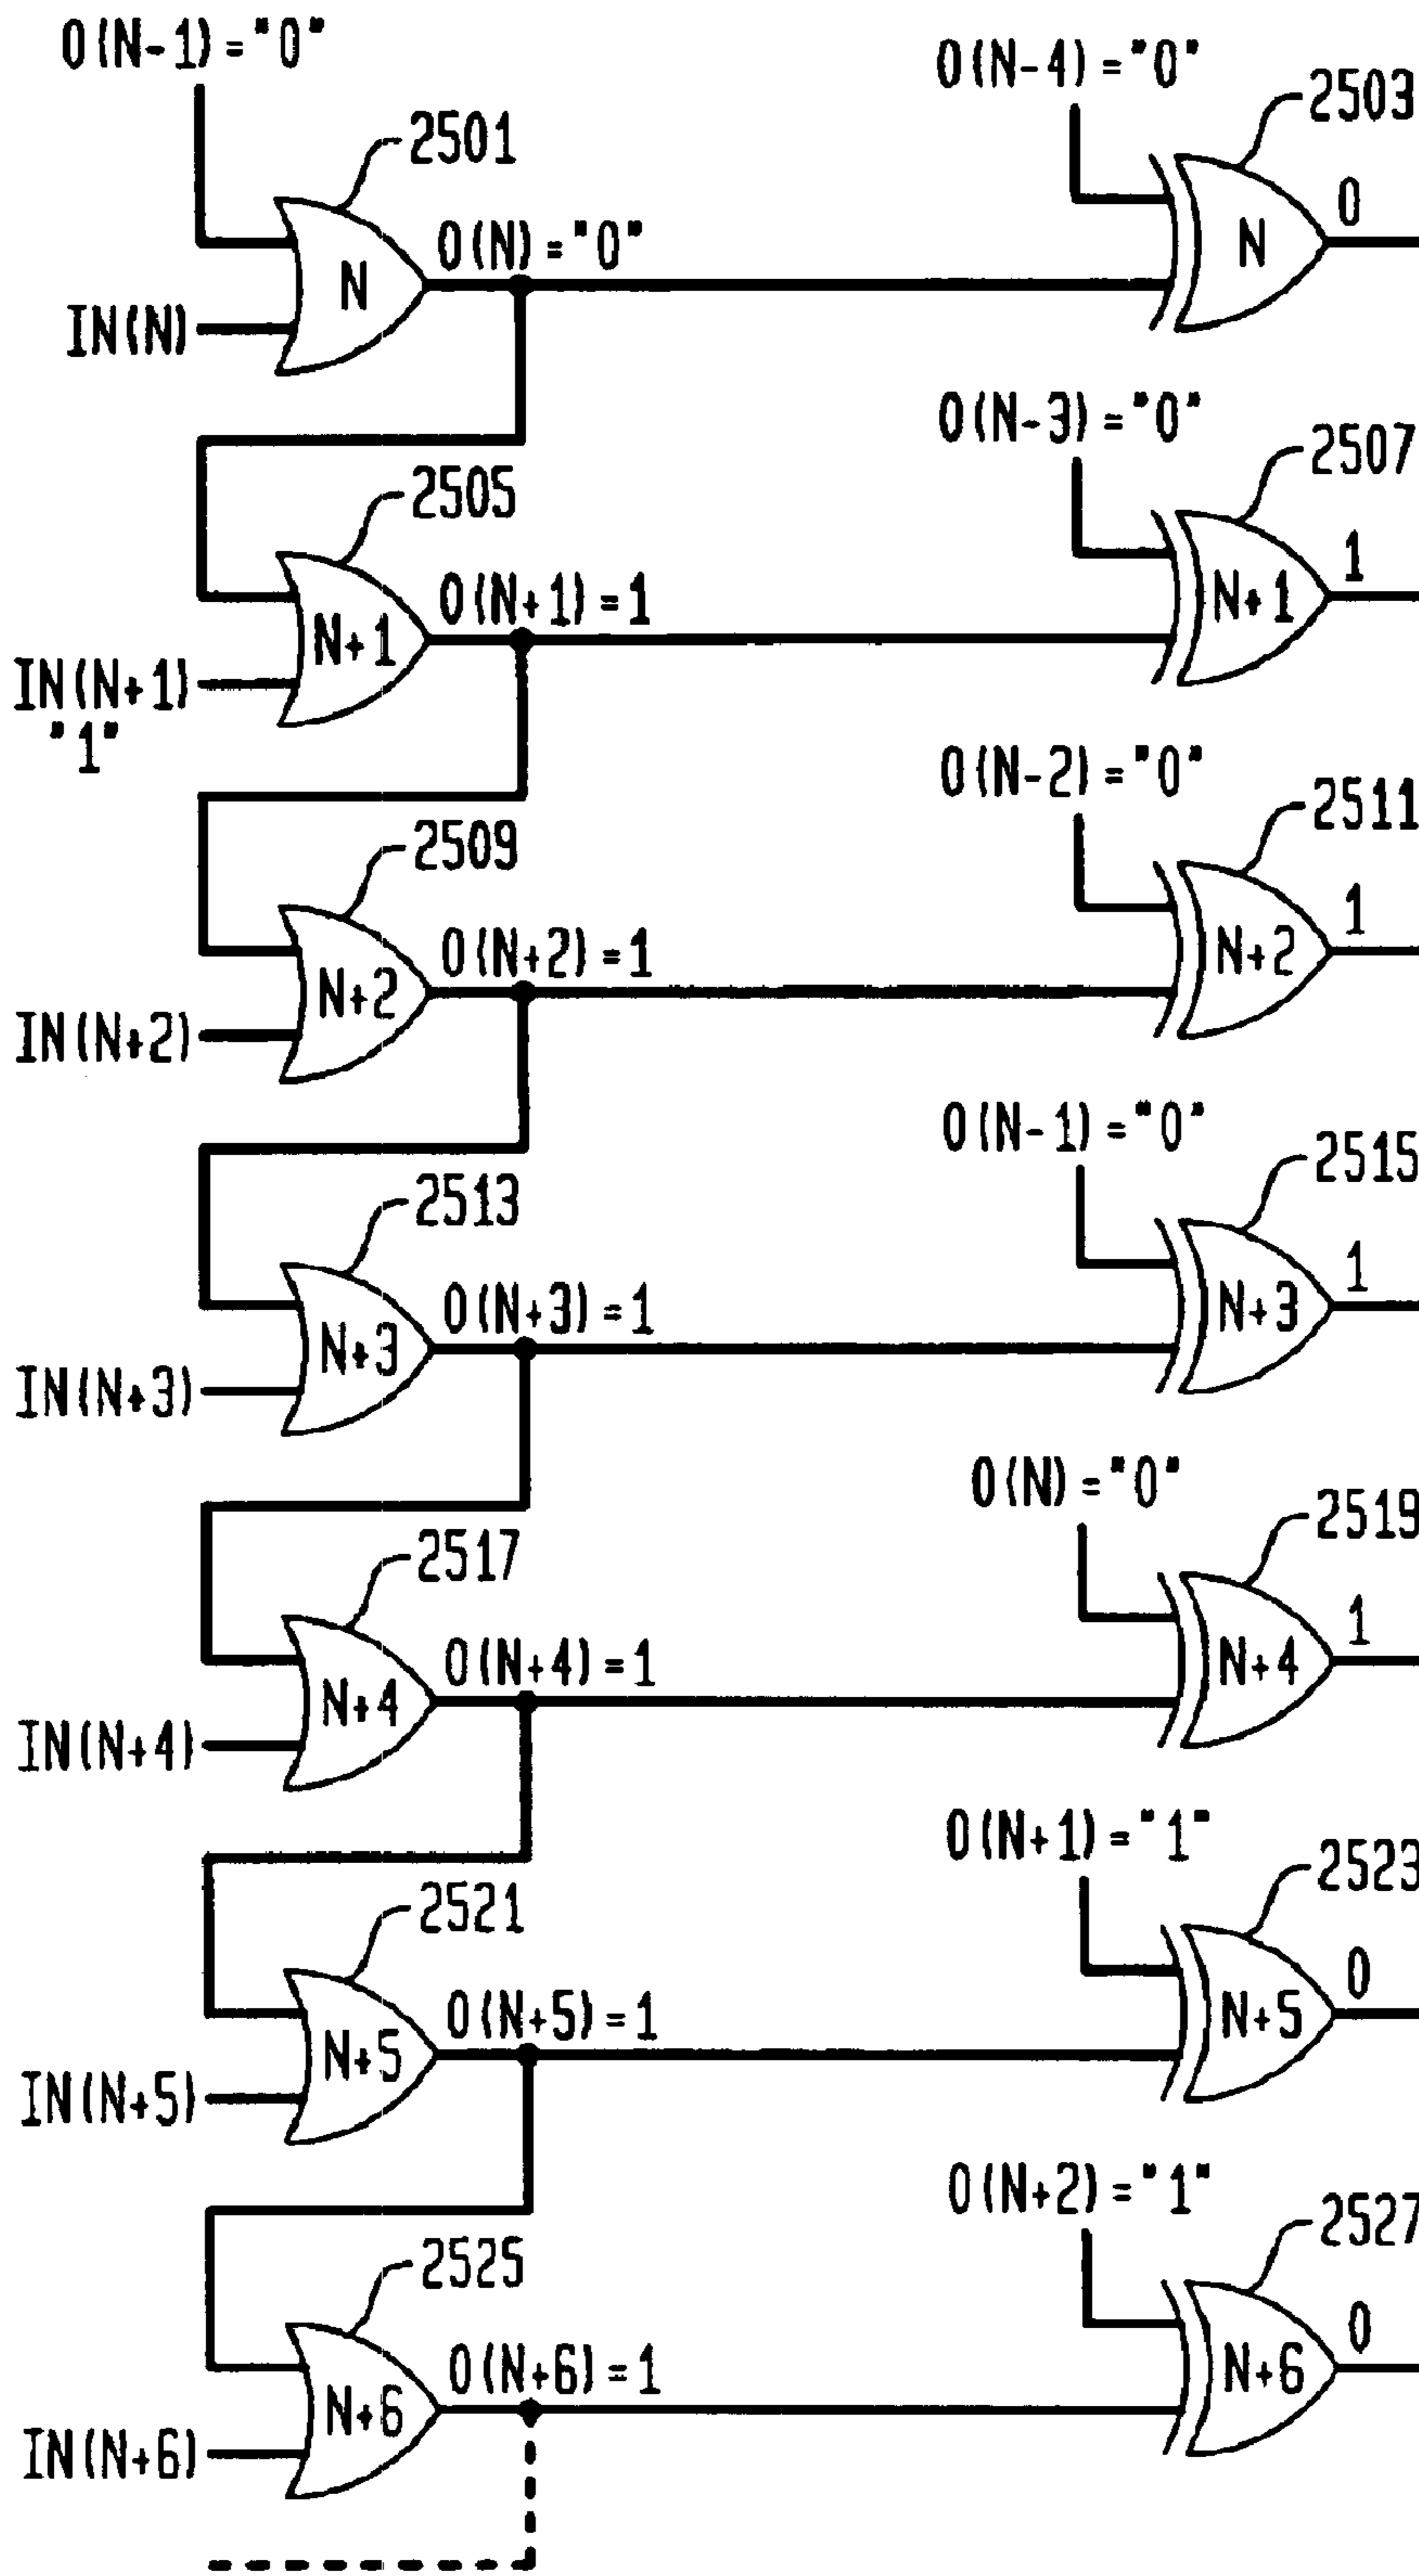 O(N-1)="0"
O(N-4)="0"
2503
2501
0
O(N)="0"
N
N
IN(N)
O(N-3)="0"
2507
2505
1
O(N+1)=1
N+1
N+1
IN(N+1)
"1"
O(N-2)="0"
2511
2509
1
O(N+2)=1
N+2
N+2
IN(N+2)
O(N-1)="0"
2515
2513
1
O(N+3)=1
N+3
N+3
IN(N+3)
O(N)="0"
2519
2517
1
O(N+4)=1
N+4
N+4
IN(N+4)
O(N+1)="1"
2523
2521
0
O(N+5)=1
N+5
N+5
IN(N+5)
O(N+2)="1"
2527
2525
0
O(N+6)=1
N+6
N+6
IN(N+6)